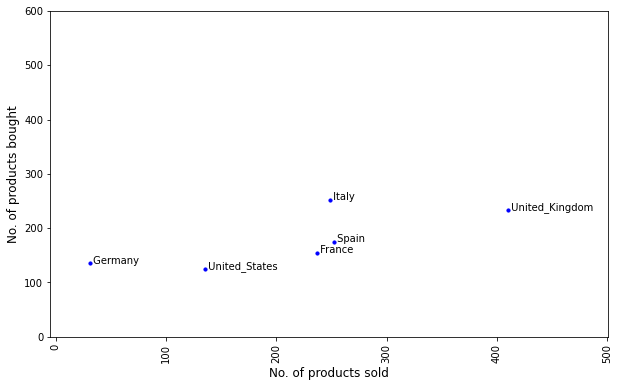 600
500
400
300
200
100
0
No. of products bought
Italy
United_Kingdom
Spain
France
Germany
United_States
0
100
200
300
400
500
No. of products sold